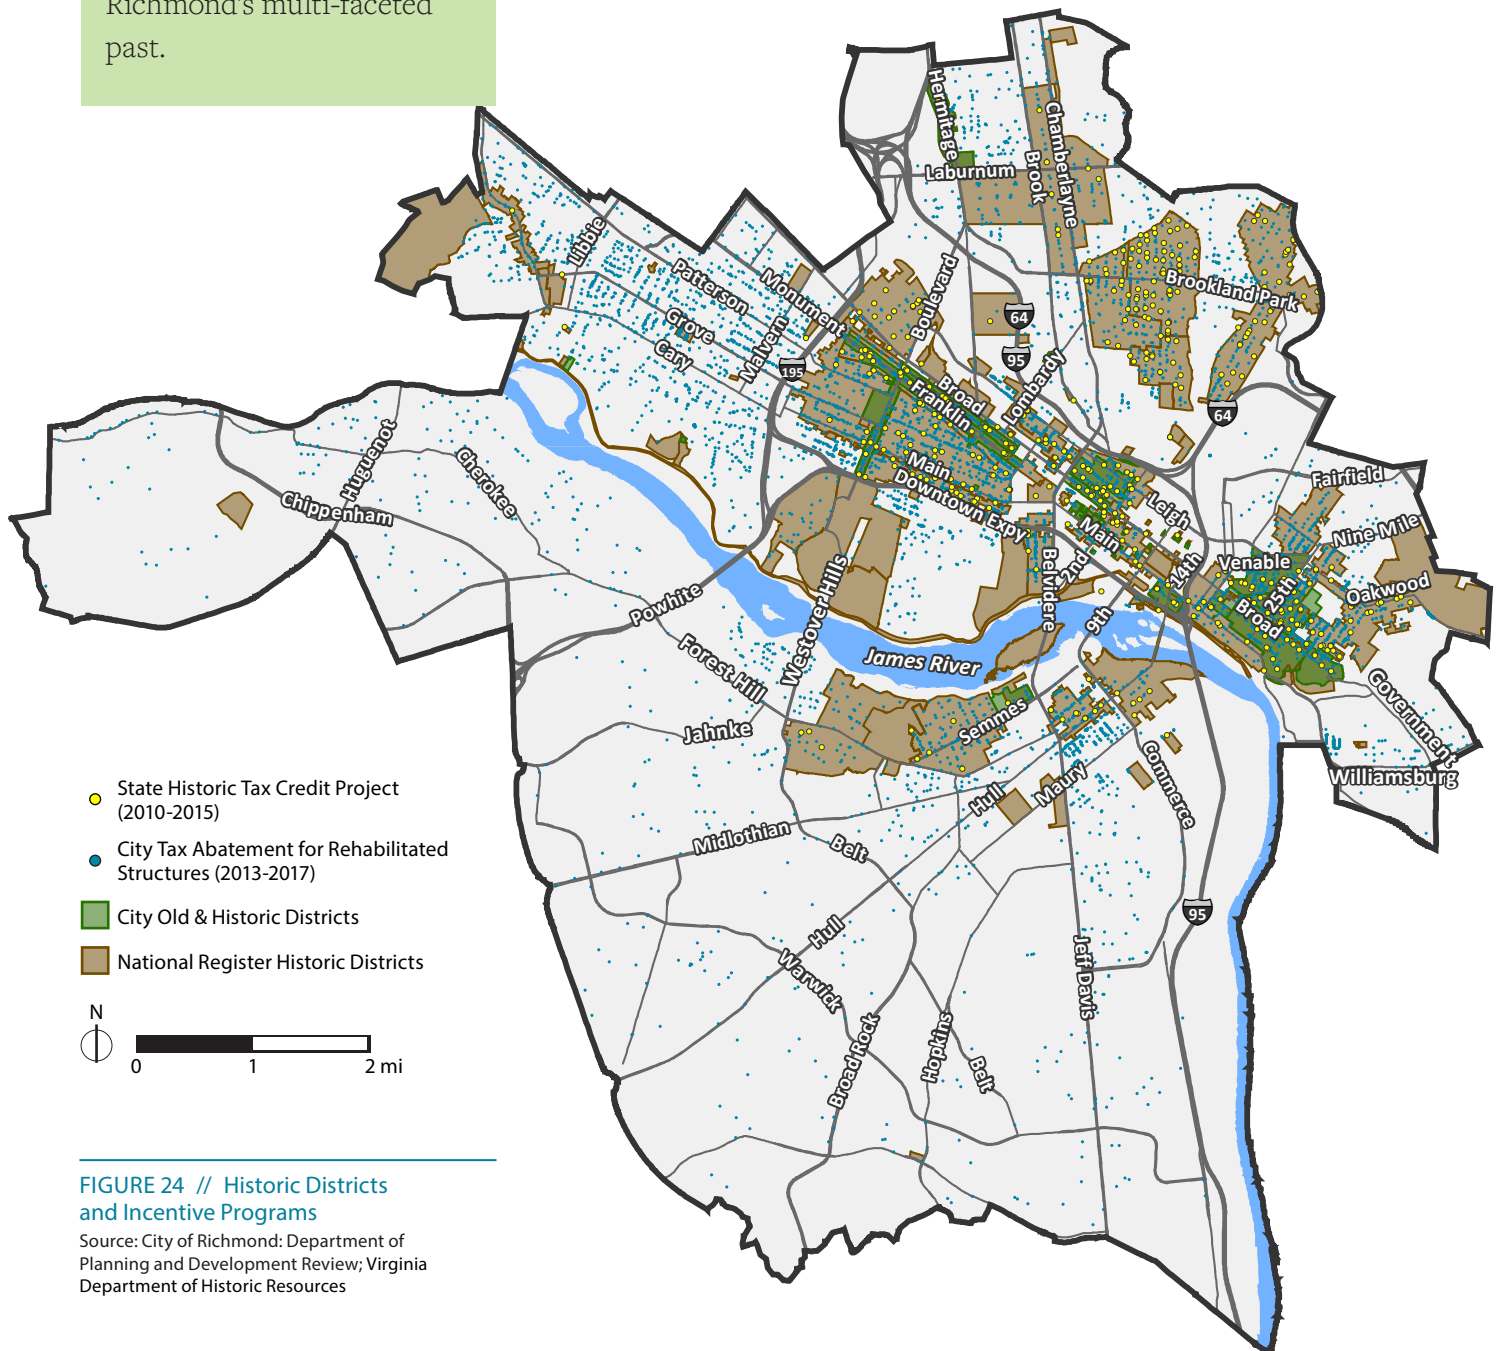 Richmond's multi-faceted
past.
Hermitage
Chamberlayne
Brook
Laburnum
Libbie
Patterson
Monument
Boulevard
Brookland Park
Grove
Malvern
Cary
64
95
195
Broad
Franklin
Lombardy
64
Huguenot
Cherokee
Chippenham
Main
Downtown Expy
Leigh
Fairfield
Nine Mile
Main
Belvidere
2nd
14th
Venable
25th
Broad
Oakwood
Powhite
Westover Hills
9th
James River
Forest Hill
Semmes
Government
Jahnke
Commerce
Williamsburg
Hull
Maury
Midlothian
Belt
95
Hull
Warwick
Jeff Davis
Broad Rock
Hopkins
Belt
State Historic Tax Credit Project
(2010-2015)
City Tax Abatement for Rehabilitated
Structures (2013-2017)
City Old & Historic Districts
National Register Historic Districts
N
0 1 2 mi
FIGURE 24 // Historic Districts
and Incentive Programs
Source: City of Richmond: Department of
Planning and Development Review; Virginia
Department of Historic Resources